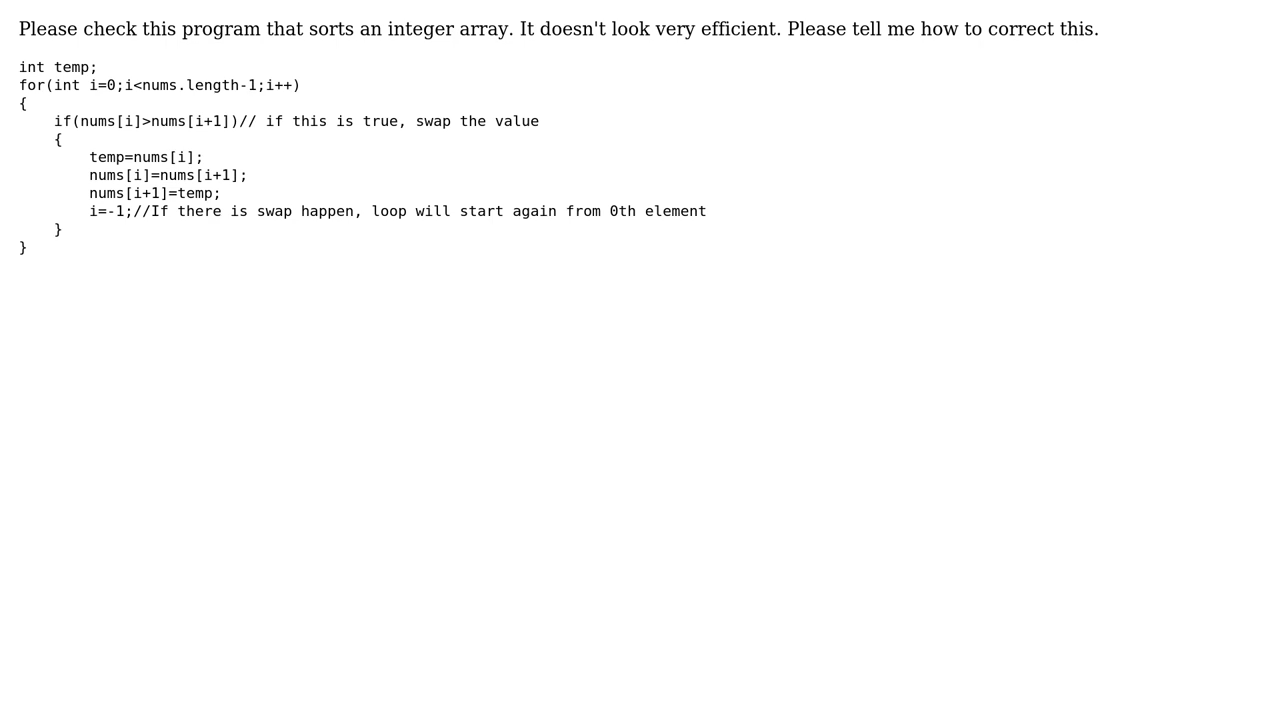 Please check this program that sorts an integer array. It doesn't look very efficient. Please tell me how to correct this.
int temp;
for(int i=0;i<nums.length-1;i++)
{
    if(nums[i]>nums[i+1])// if this is true, swap the value
    {
        temp=nums[i];
        nums[i]=nums[i+1];
        nums[i+1]=temp;
        i=-1;//If there is swap happen, loop will start again from 0th element
    }
}